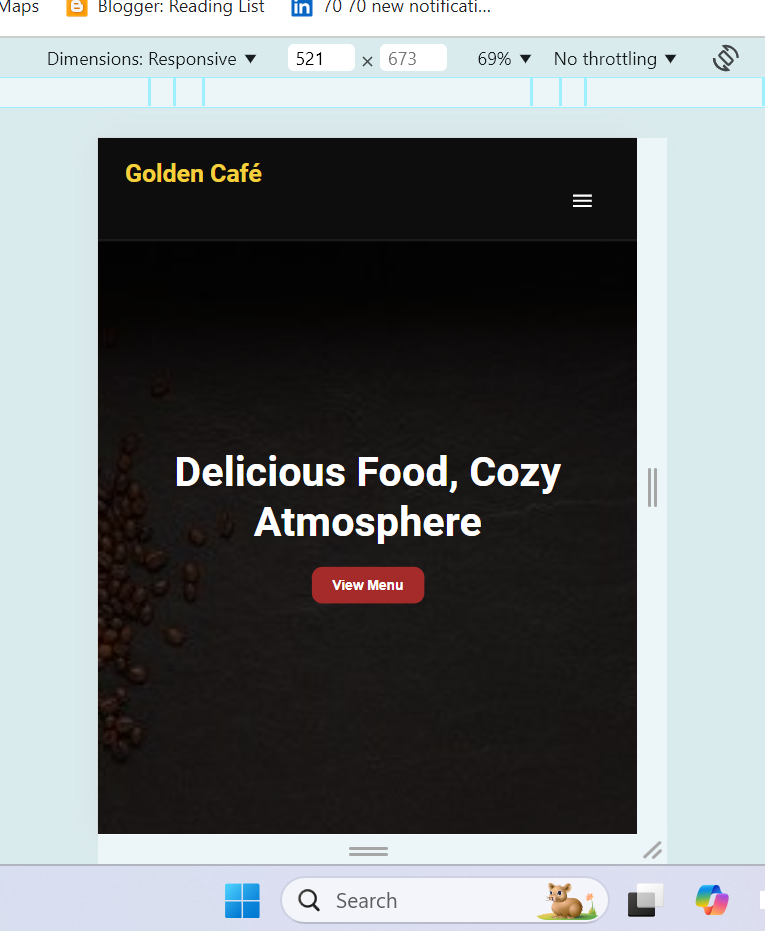 Maps Blogger: Reading List 70 70 new notificati...
Dimensions: Responsive 521 × 673 69% No throttling
Golden Café
Delicious Food, Cozy
Atmosphere
View Menu
Search